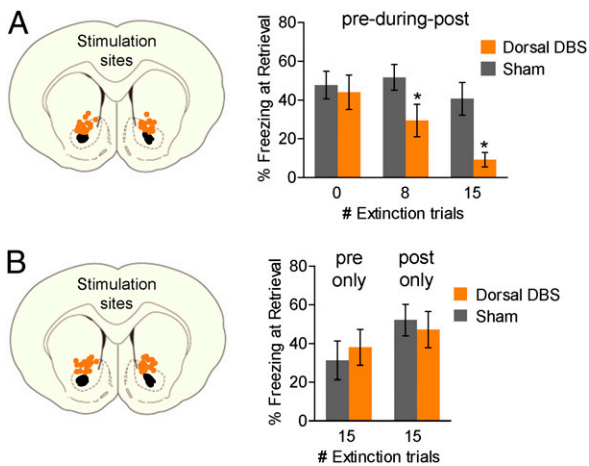 A
Stimulation
sites
pre-during-post
Dorsal DBS
Sham
% Freezing at Retrieval
80
60
40
20
0
*
*
0 8 15
# Extinction trials
B
Stimulation
sites
pre
only
post
only
Dorsal DBS
Sham
% Freezing at Retrieval
80
60
40
20
0
15 15
# Extinction trials